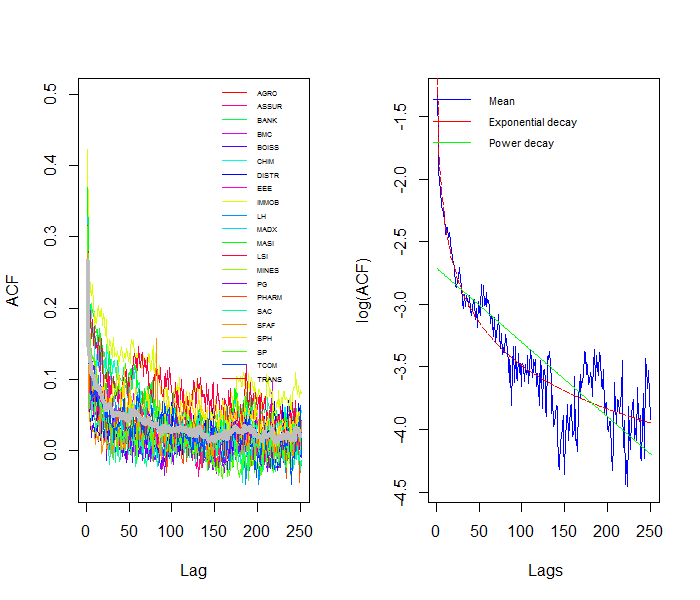 ACF
0.0
0.1
0.2
0.3
0.4
0.5
AGRO
ASSUR
BANK
BMC
BOISS
CHIM
DISTR
EEE
IMMOB
LH
MADX
MASI
LSI
MINES
PG
PHARM
SAC
SFAF
SPH
SP
TCOM
TRANS
0 50 100 150 200 250
Lag
log(ACF)
-4.5
-4.0
-3.5
-3.0
-2.5
-2.0
-1.5
Mean
Exponential decay
Power decay
0 50 100 150 200 250
Lags